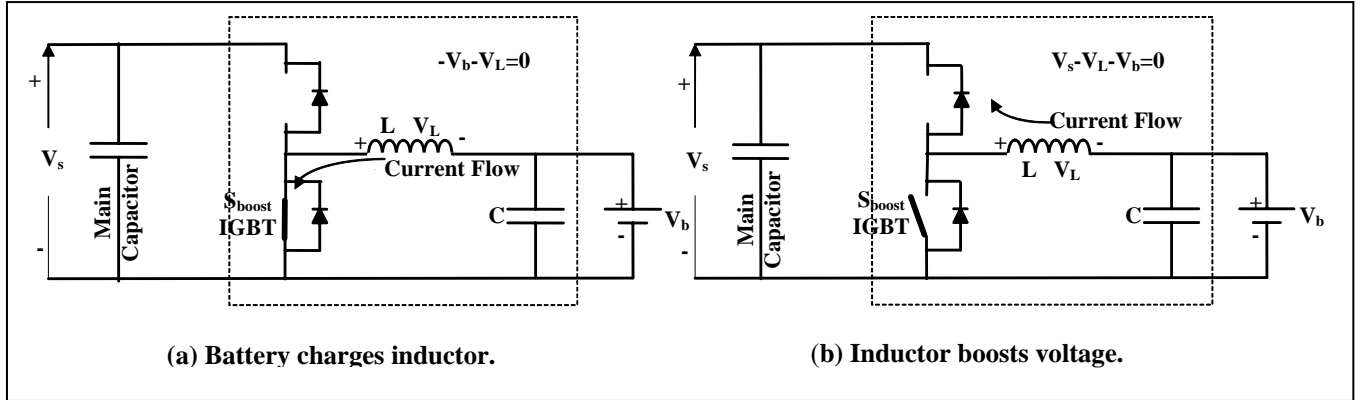 -Vb-VL=0
+
L VL
+ -
Current Flow
Vs
Main
Capacitor
Sboost
IGBT
C
+
-
Vb
-
(a) Battery charges inductor.
Vs-VL-Vb=0
+
Current Flow
+ -
L VL
Vs
Main
Capacitor
Sboost
IGBT
C
+
-
Vb
-
(b) Inductor boosts voltage.